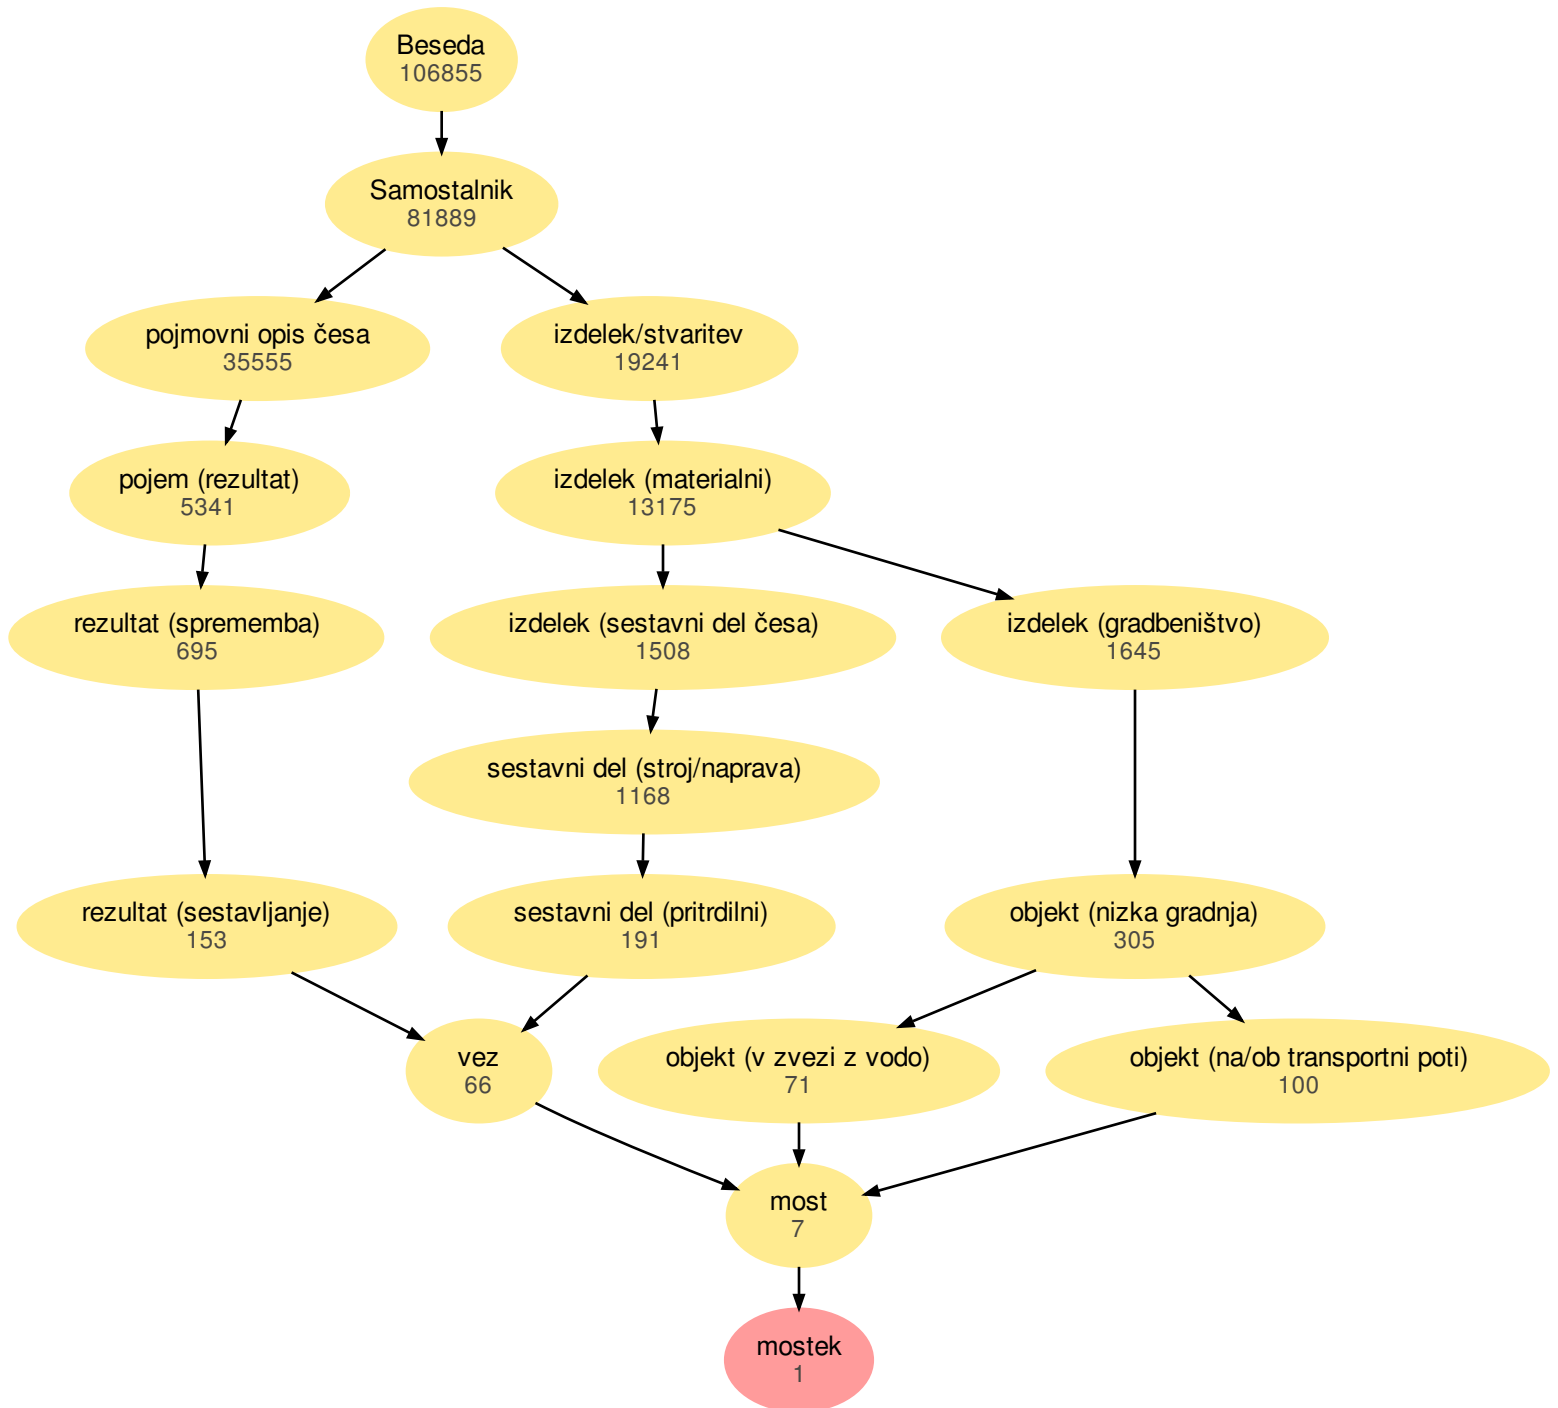 Beseda
106855
Samostalnik
81889
pojmovni opis česa
35555
izdelek/stvaritev
19241
pojem (rezultat)
5341
izdelek (materialni)
13175
rezultat (sprememba)
695
izdelek (sestavni del česa)
1508
izdelek (gradbeništvo)
1645
sestavni del (stroj/naprava)
1168
rezultat (sestavljanje)
153
sestavni del (pritrdilni)
191
objekt (nizka gradnja)
305
vez
66
objekt (v zvezi z vodo)
71
objekt (na/ob transportni poti)
100
most
7
mostek
1